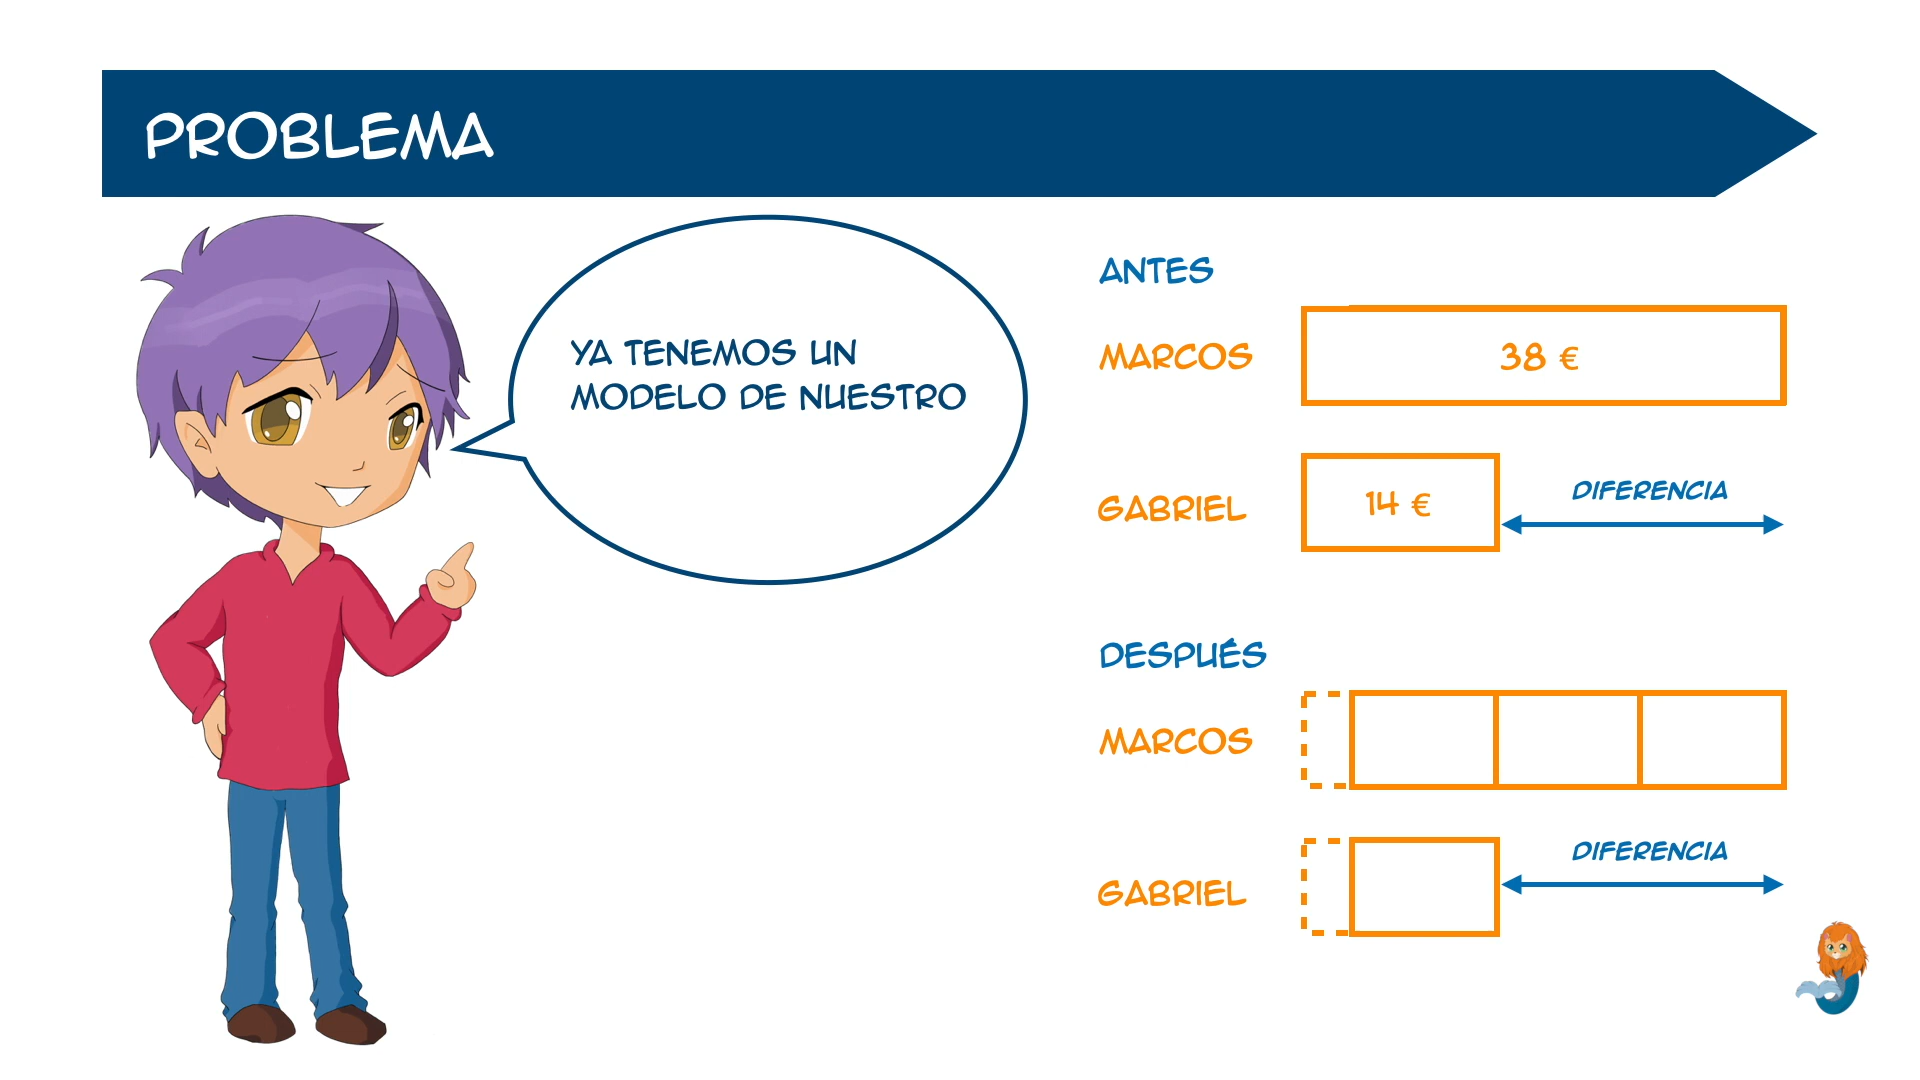 PROBLEMA
YA TENEMOS UN
MODELO DE NUESTRO
ANTES
MARCOS
38 €
GABRIEL
14 €
DIFERENCIA
DESPUÉS
MARCOS
GABRIEL
DIFERENCIA